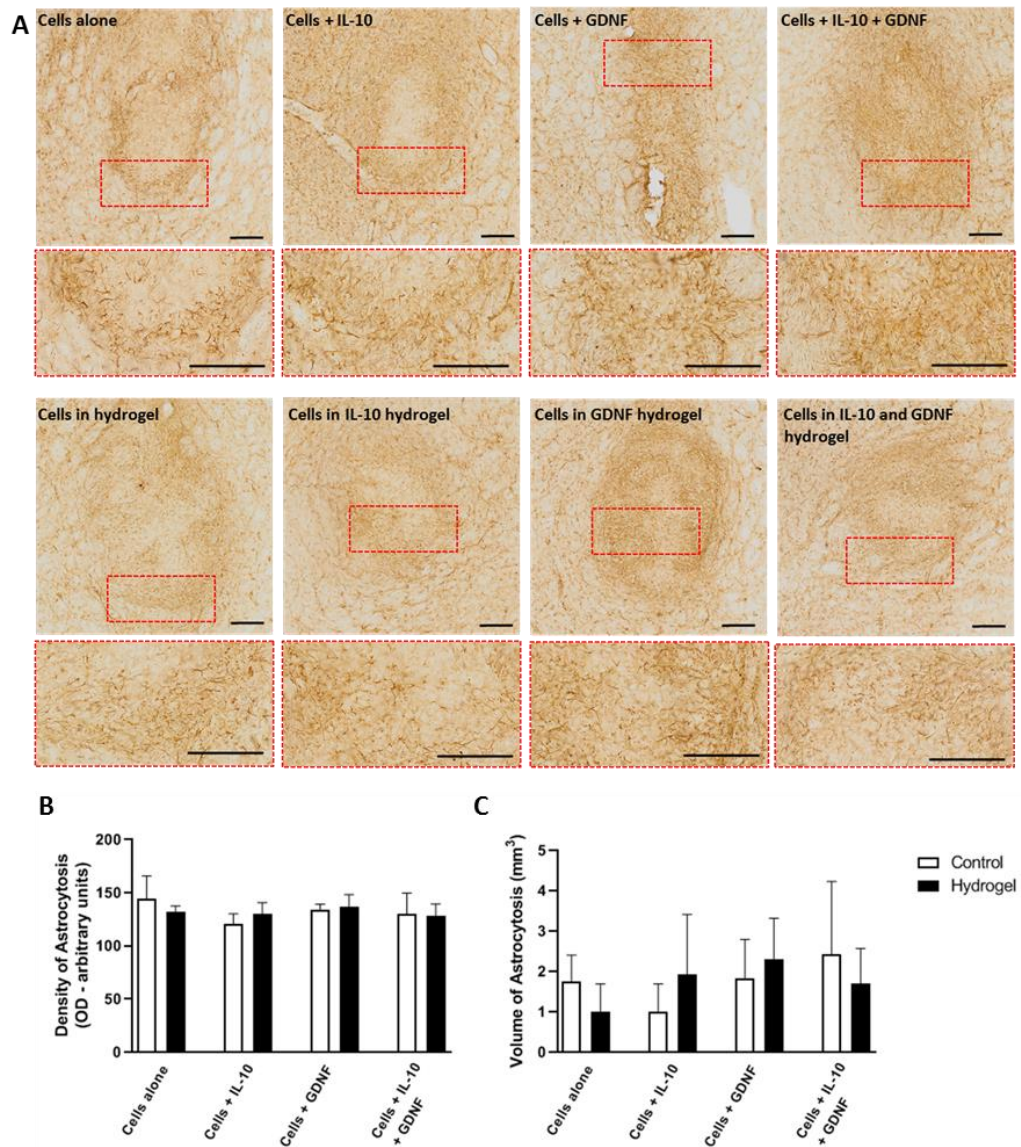 A
Cells alone
Cells + IL-10
Cells + GDNF
Cells + IL-10 + GDNF
Cells in hydrogel
Cells in IL-10 hydrogel
Cells in GDNF hydrogel
Cells in IL-10 and GDNF
hydrogel
B
Density of Astrocytosis
(OD - arbitrary units)
200
150
100
50
0
Cells alone
Cells + IL-10
Cells + GDNF
Cells + IL-10
+ GDNF
C
Volume of Astrocytosis (mm³)
5
4
3
2
1
0
Cells alone
Cells + IL-10
Cells + GDNF
Cells + IL-10
+ GDNF
Control
Hydrogel